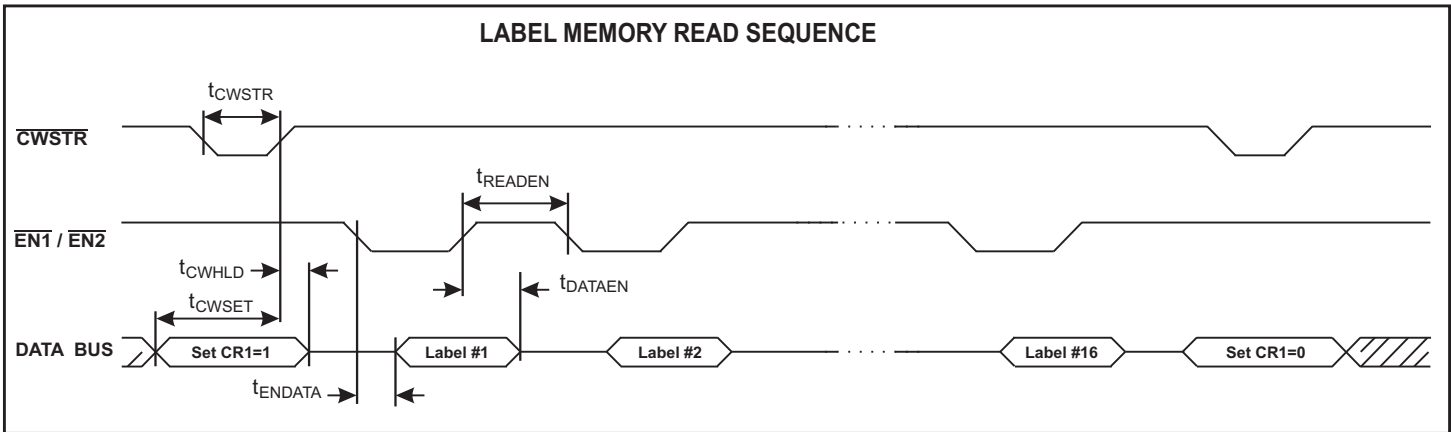 LABEL MEMORY READ SEQUENCE
tCWSTR
CWSTR
tREADEN
EN1 / EN2
tCWHLD
tDATAEN
tCWSET
DATA BUS Set CR1=1 Label #1 Label #2 Label #16 Set CR1=0
tENDATA